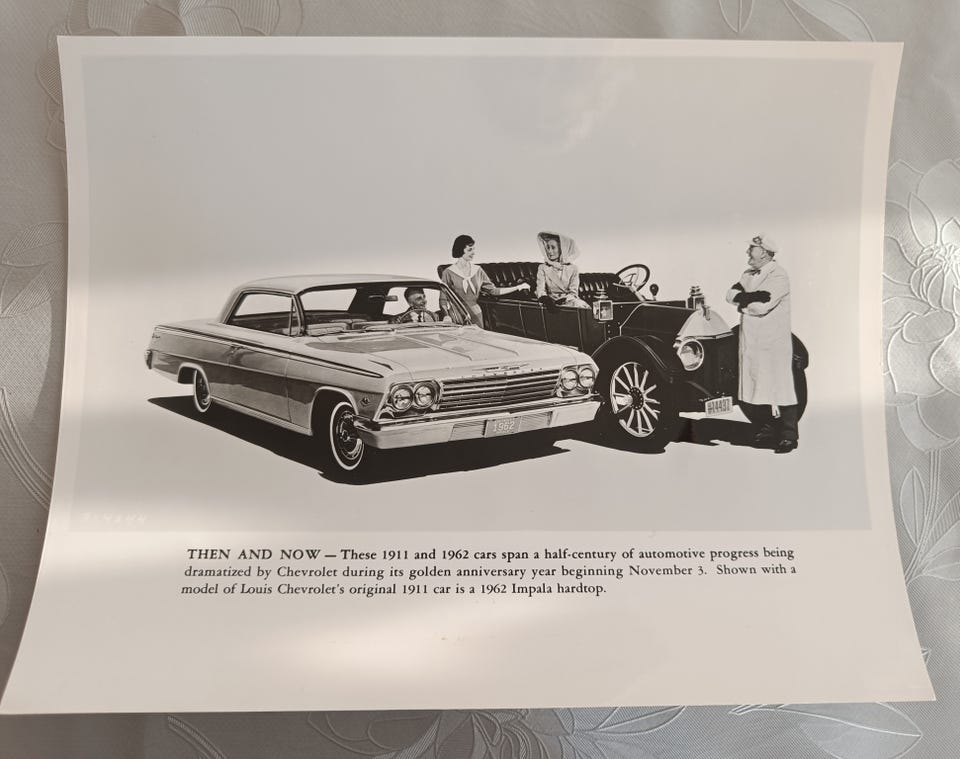 1962
THEN AND NOW — These 1911 and 1962 cars span a half-century of automotive progress being
dramatized by Chevrolet during its golden anniversary year beginning November 3. Shown with a
model of Louis Chevrolet's original 1911 car is a 1962 Impala hardtop.